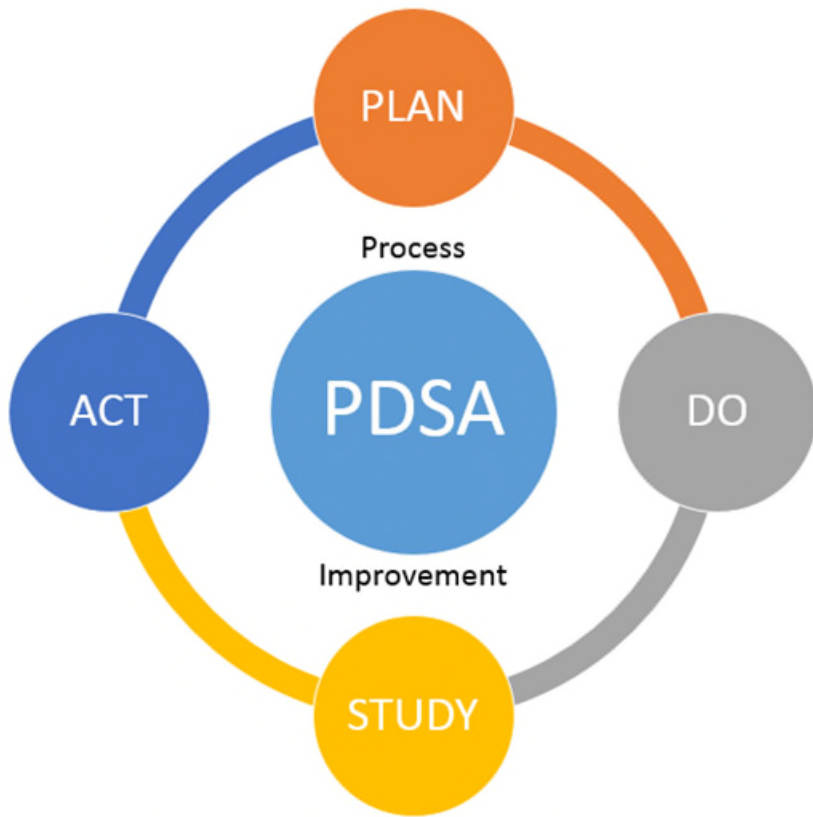 PLAN
Process
ACT
PDSA
DO
Improvement
STUDY